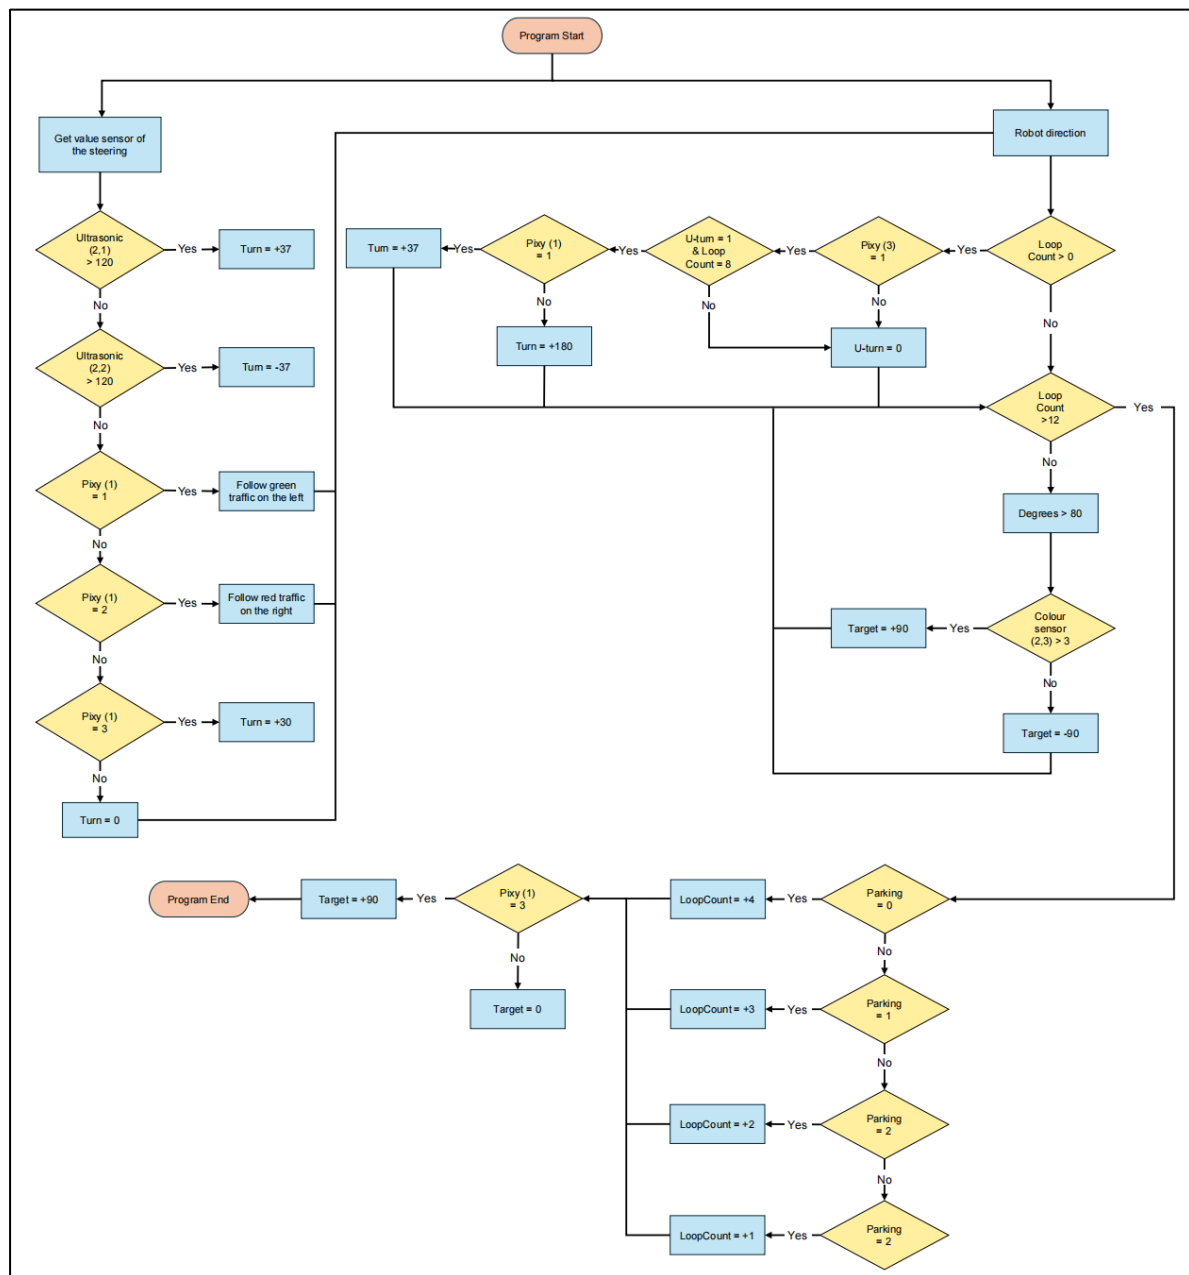 Program Start
Get value sensor of
the steering
Robot direction
Ultrasonic
(2,1)
> 120
Yes
Turn = +37
No
Ultrasonic
(2,2)
> 120
Yes
Turn = -37
No
Pixy (1)
= 1
Yes
Follow green
traffic on the left
No
Pixy (1)
= 2
Yes
Follow red traffic
on the right
No
Pixy (1)
= 3
Yes
Turn = +30
No
Turn = 0
Loop
Count > 0
Yes
Pixy (3)
= 1
Yes
U-turn = 1
& Loop
Count = 8
Yes
Pixy (1)
= 1
Yes
Turn = +37
No
Turn = +180
No
No
U-turn = 0
No
Loop
Count
>12
Yes
No
Degrees > 80
Colour
sensor
(2,3) > 3
Yes
Target = +90
No
Target = -90
Parking
= 0
Yes
LoopCount = +4
No
Parking
= 1
Yes
LoopCount = +3
No
Parking
= 2
Yes
LoopCount = +2
No
Parking
= 2
Yes
LoopCount = +1
Pixy (1)
= 3
Yes
Target = +90
Program End
No
Target = 0